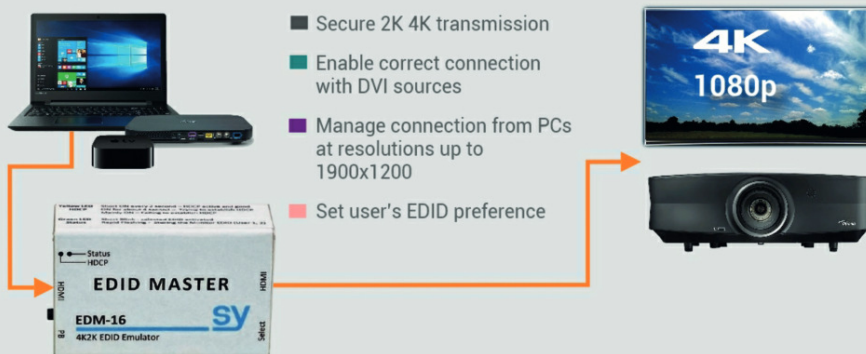 Secure 2K 4K transmission
Enable correct connection
with DVI sources
Manage connection from PCs
at resolutions up to
1900x1200
Set user's EDID preference
4K
1080p
Status
HDCP
HDMI
HDMI
EDID MASTER
EDM-16
sy
4K2K EDID Emulator
PB
Select